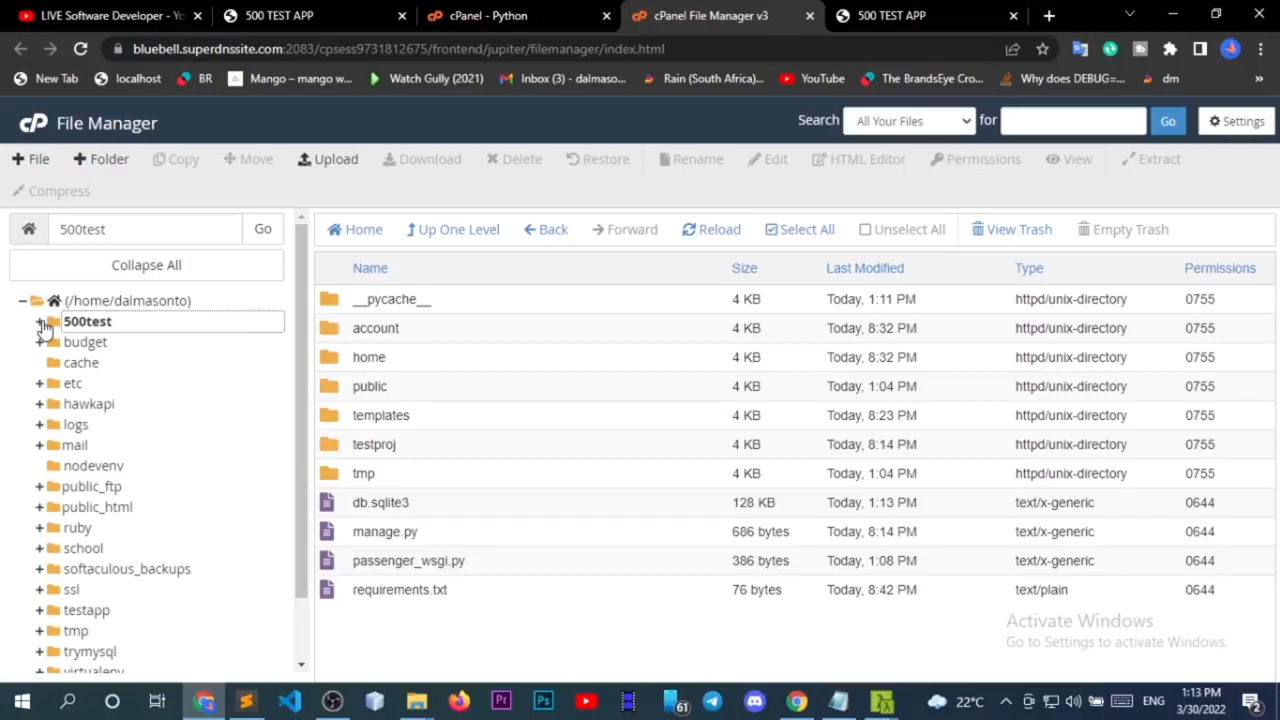 LIVE Software Developer - Yo
500 TEST APP
cPanel - Python
cPanel File Manager v3
500 TEST APP
bluebell.superdnssite.com:2083/cpsess9731812675/frontend/jupiter/filemanager/index.html
New Tab
localhost
BR
Mango – mango w...
Watch Gully (2021)
Inbox (3) - dalmaso...
Rain (South Africa)...
YouTube
The BrandsEye Cro...
Why does DEBUG=...
dm
»
cP File Manager
Search
All Your Files
for
Go
Settings
+ File
+ Folder
Copy
Move
Upload
Download
Delete
Restore
Rename
Edit
HTML Editor
Permissions
View
Extract
Compress
500test
Go
Collapse All
(/home/dalmasonto)
500test
budget
cache
etc
hawkapi
logs
mail
nodevenv
public_ftp
public_html
ruby
school
softaculous_backups
ssl
testapp
tmp
trymysql
virtualenv
Home
Up One Level
Back
Forward
Reload
Select All
Unselect All
View Trash
Empty Trash
Name Size Last Modified Type Permissions
__pycache__ 4 KB Today, 1:11 PM httpd/unix-directory 0755
account 4 KB Today, 8:32 PM httpd/unix-directory 0755
home 4 KB Today, 8:32 PM httpd/unix-directory 0755
public 4 KB Today, 1:04 PM httpd/unix-directory 0755
templates 4 KB Today, 8:23 PM httpd/unix-directory 0755
testproj 4 KB Today, 8:14 PM httpd/unix-directory 0755
tmp 4 KB Today, 1:04 PM httpd/unix-directory 0755
db.sqlite3 128 KB Today, 1:13 PM text/x-generic 0644
manage.py 686 bytes Today, 8:14 PM text/x-generic 0644
passenger_wsgi.py 386 bytes Today, 1:08 PM text/x-generic 0644
requirements.txt 76 bytes Today, 8:42 PM text/plain 0644
Activate Windows
Go to Settings to activate Windows.
Pr
Ps
61
22°C
ENG
1:13 PM
3/30/2022
2